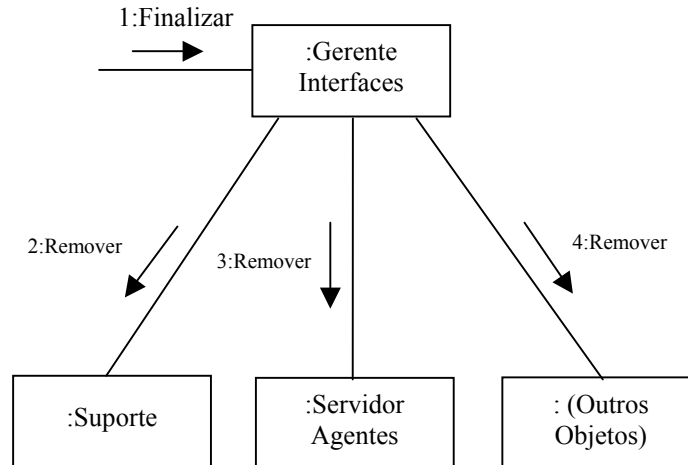 1:Finalizar
:Gerente
Interfaces
2:Remover
3:Remover
4:Remover
:Suporte
:Servidor
Agentes
: (Outros
Objetos)